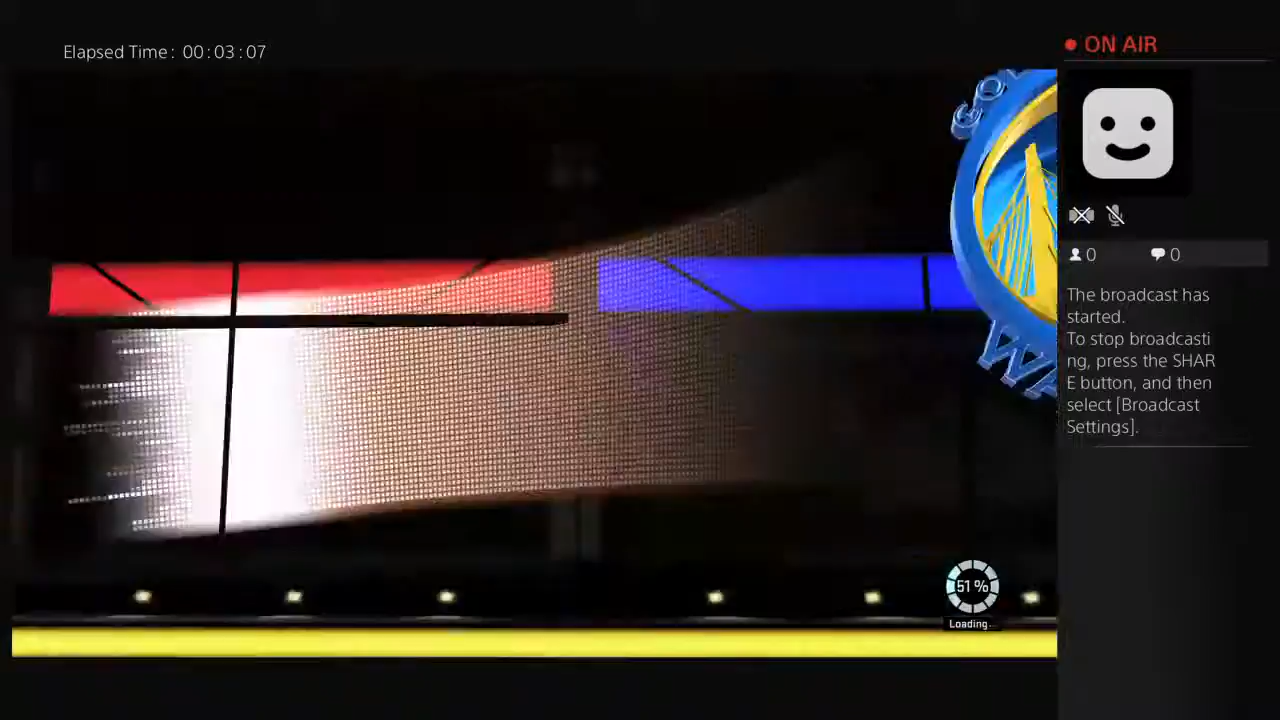 Elapsed Time: 00:03:07
ON AIR
0
0
The broadcast has
started.
To stop broadcasti
ng, press the SHAR
E button, and then
select [Broadcast
Settings].
51 %
Loading...